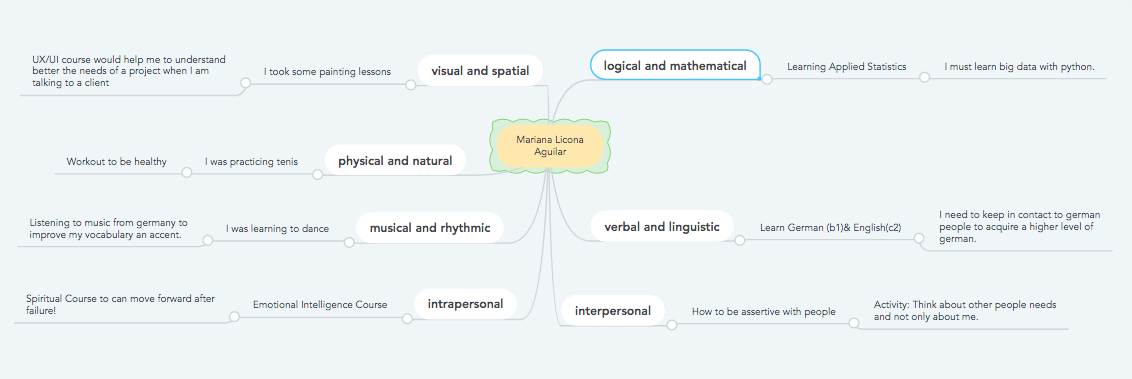 Mariana Licona
Aguilar
visual and spatial
I took some painting lessons
UX/UI course would help me to understand
better the needs of a project when I am
talking to a client
physical and natural
I was practicing tenis
Workout to be healthy
musical and rhythmic
I was learning to dance
Listening to music from germany to
improve my vocabulary an accent.
intrapersonal
Emotional Intelligence Course
Spiritual Course to can move forward after
failure!
logical and mathematical
Learning Applied Statistics
I must learn big data with python.
verbal and linguistic
Learn German (b1)& English(c2)
I need to keep in contact to german
people to acquire a higher level of
german.
interpersonal
How to be assertive with people
Activity: Think about other people needs
and not only about me.